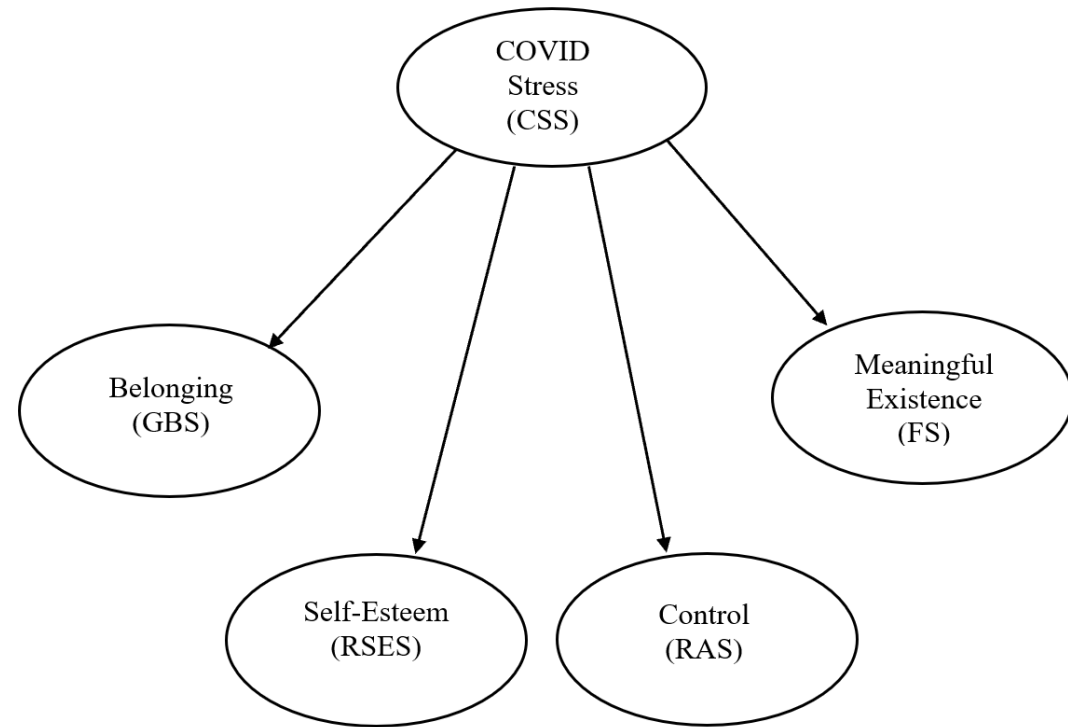 COVID
Stress
(CSS)
Belonging
(GBS)
Meaningful
Existence
(FS)
Self-Esteem
(RSES)
Control
(RAS)